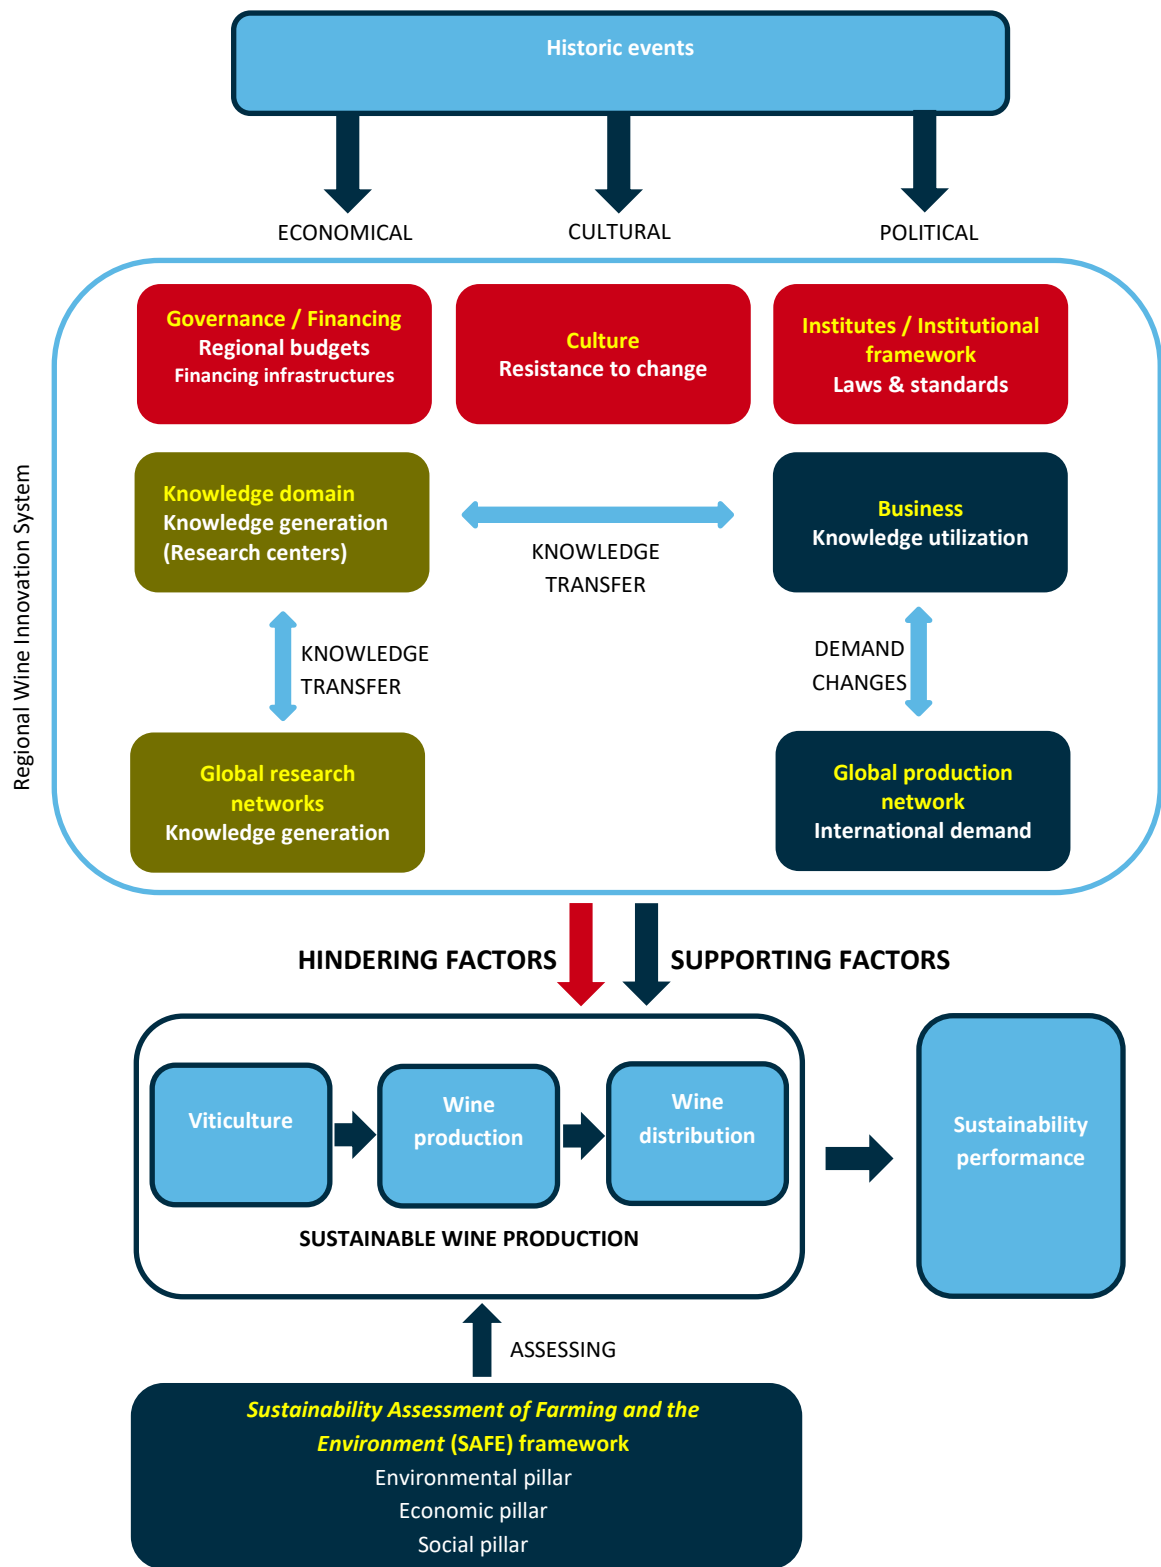 Historic events
ECONOMICAL
CULTURAL
POLITICAL
Regional Wine Innovation System
Governance / Financing
Regional budgets
Financing infrastructures
Culture
Resistance to change
Institutes / Institutional
framework
Laws & standards
Knowledge domain
Knowledge generation
(Research centers)
KNOWLEDGE
TRANSFER
Business
Knowledge utilization
KNOWLEDGE
TRANSFER
DEMAND
CHANGES
Global research
networks
Knowledge generation
Global production
network
International demand
HINDERING FACTORS
SUPPORTING FACTORS
Viticulture
Wine
production
Wine
distribution
SUSTAINABLE WINE PRODUCTION
Sustainability
performance
ASSESSING
Sustainability Assessment of Farming and the
Environment (SAFE) framework
Environmental pillar
Economic pillar
Social pillar